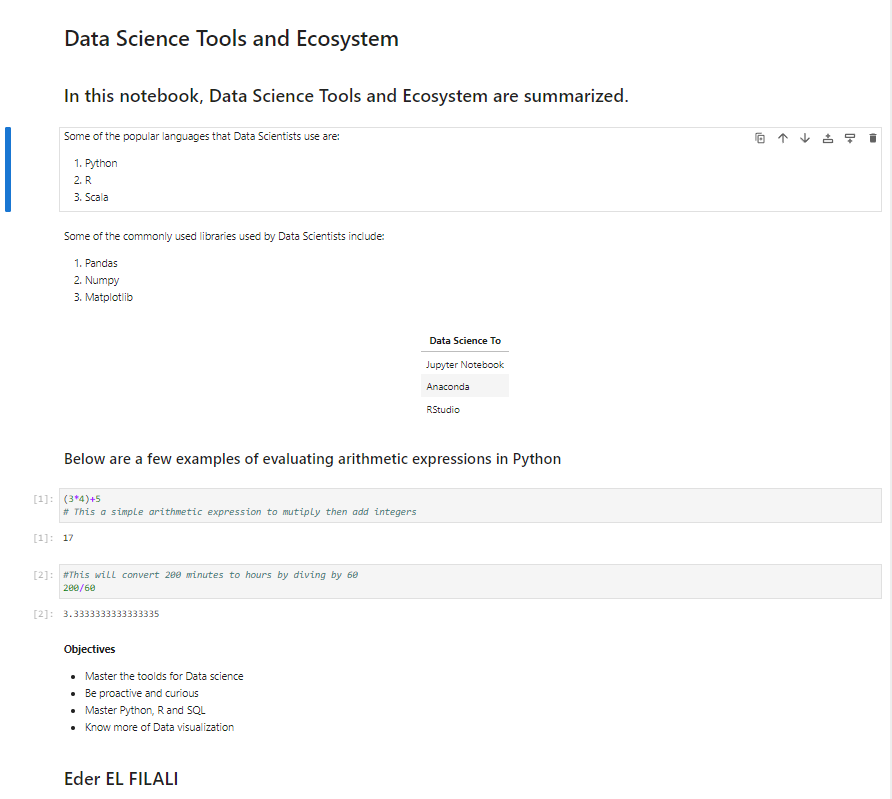 Data Science Tools and Ecosystem
In this notebook, Data Science Tools and Ecosystem are summarized.
Some of the popular languages that Data Scientists use are:
1. Python
2. R
3. Scala
Some of the commonly used libraries used by Data Scientists include:
1. Pandas
2. Numpy
3. Matplotlib
Data Science To
Jupyter Notebook
Anaconda
RStudio
Below are a few examples of evaluating arithmetic expressions in Python
[1]: (3*4)+5
# This a simple arithmetic expression to mutiply then add integers
[1]: 17
[2]: #This will convert 200 minutes to hours by diving by 60
200/60
[2]: 3.3333333333333335
Objectives
• Master the toolds for Data science
• Be proactive and curious
• Master Python, R and SQL
• Know more of Data visualization
Eder EL FILALI